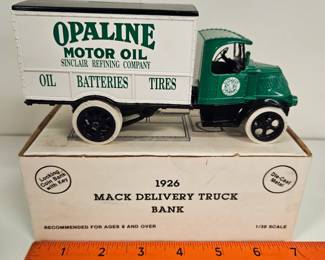 OPALINE
MOTOR OIL
SINCLAIR REFINING COMPANY
OIL BATTERIES TIRES
Locking
Coin Bank
with Key
1926
MACK DELIVERY TRUCK
BANK
Die-Cast
Metal
RECOMMENDED FOR AGES 8 AND OVER
1/38 SCALE
1 2 3 4 5 6 7